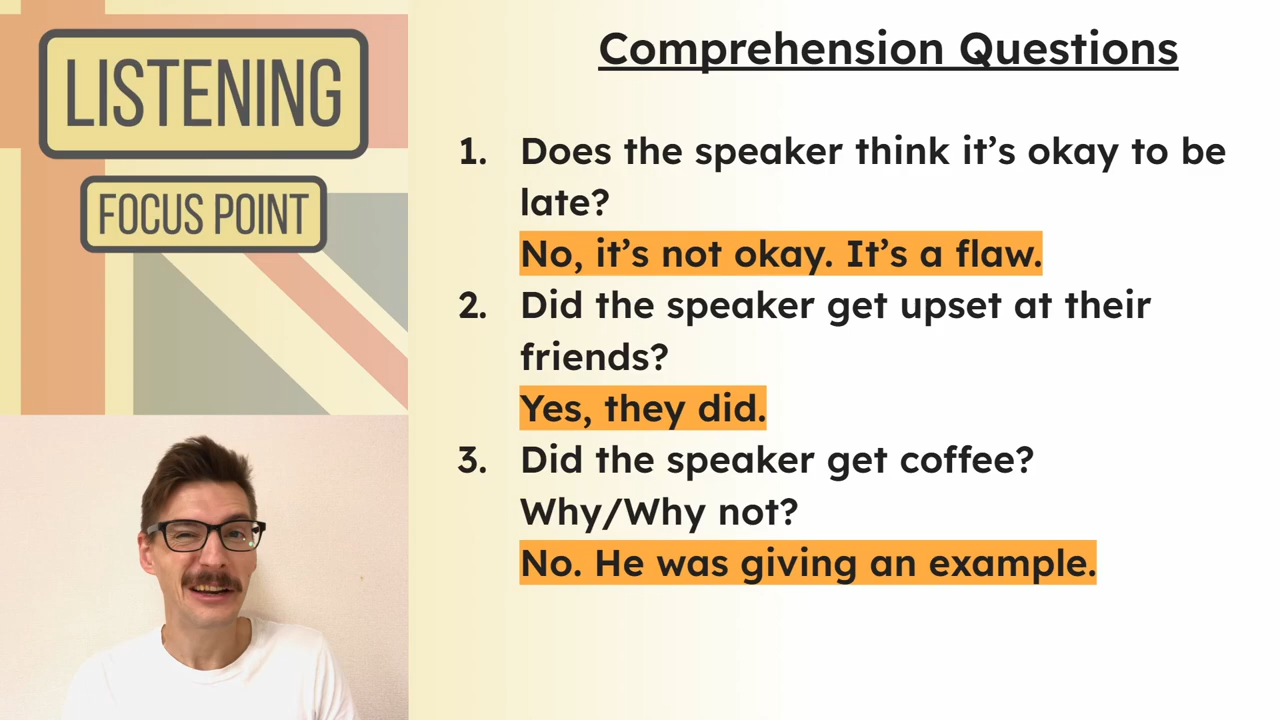 LISTENING
FOCUS POINT
Comprehension Questions
1. Does the speaker think it’s okay to be
late?
No, it’s not okay. It’s a flaw.
2. Did the speaker get upset at their
friends?
Yes, they did.
3. Did the speaker get coffee?
Why/Why not?
No. He was giving an example.